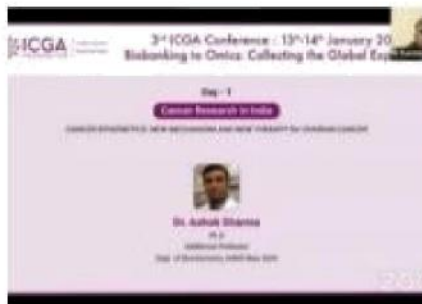 ICGA
3rd ICGA Conference : 13th-14th January 20
Biobanking to Omics: Collecting the Global Exp
Day - 1
Cancer Research in India
CANCER EPIGENETICS: NEW MECHANISMS AND NEW THERAPY for OVARIAN CANCER
Dr. Ashok Sharma
Ph.D
Additional Professor
Dept. of Biochemistry, AIIMS New Delhi